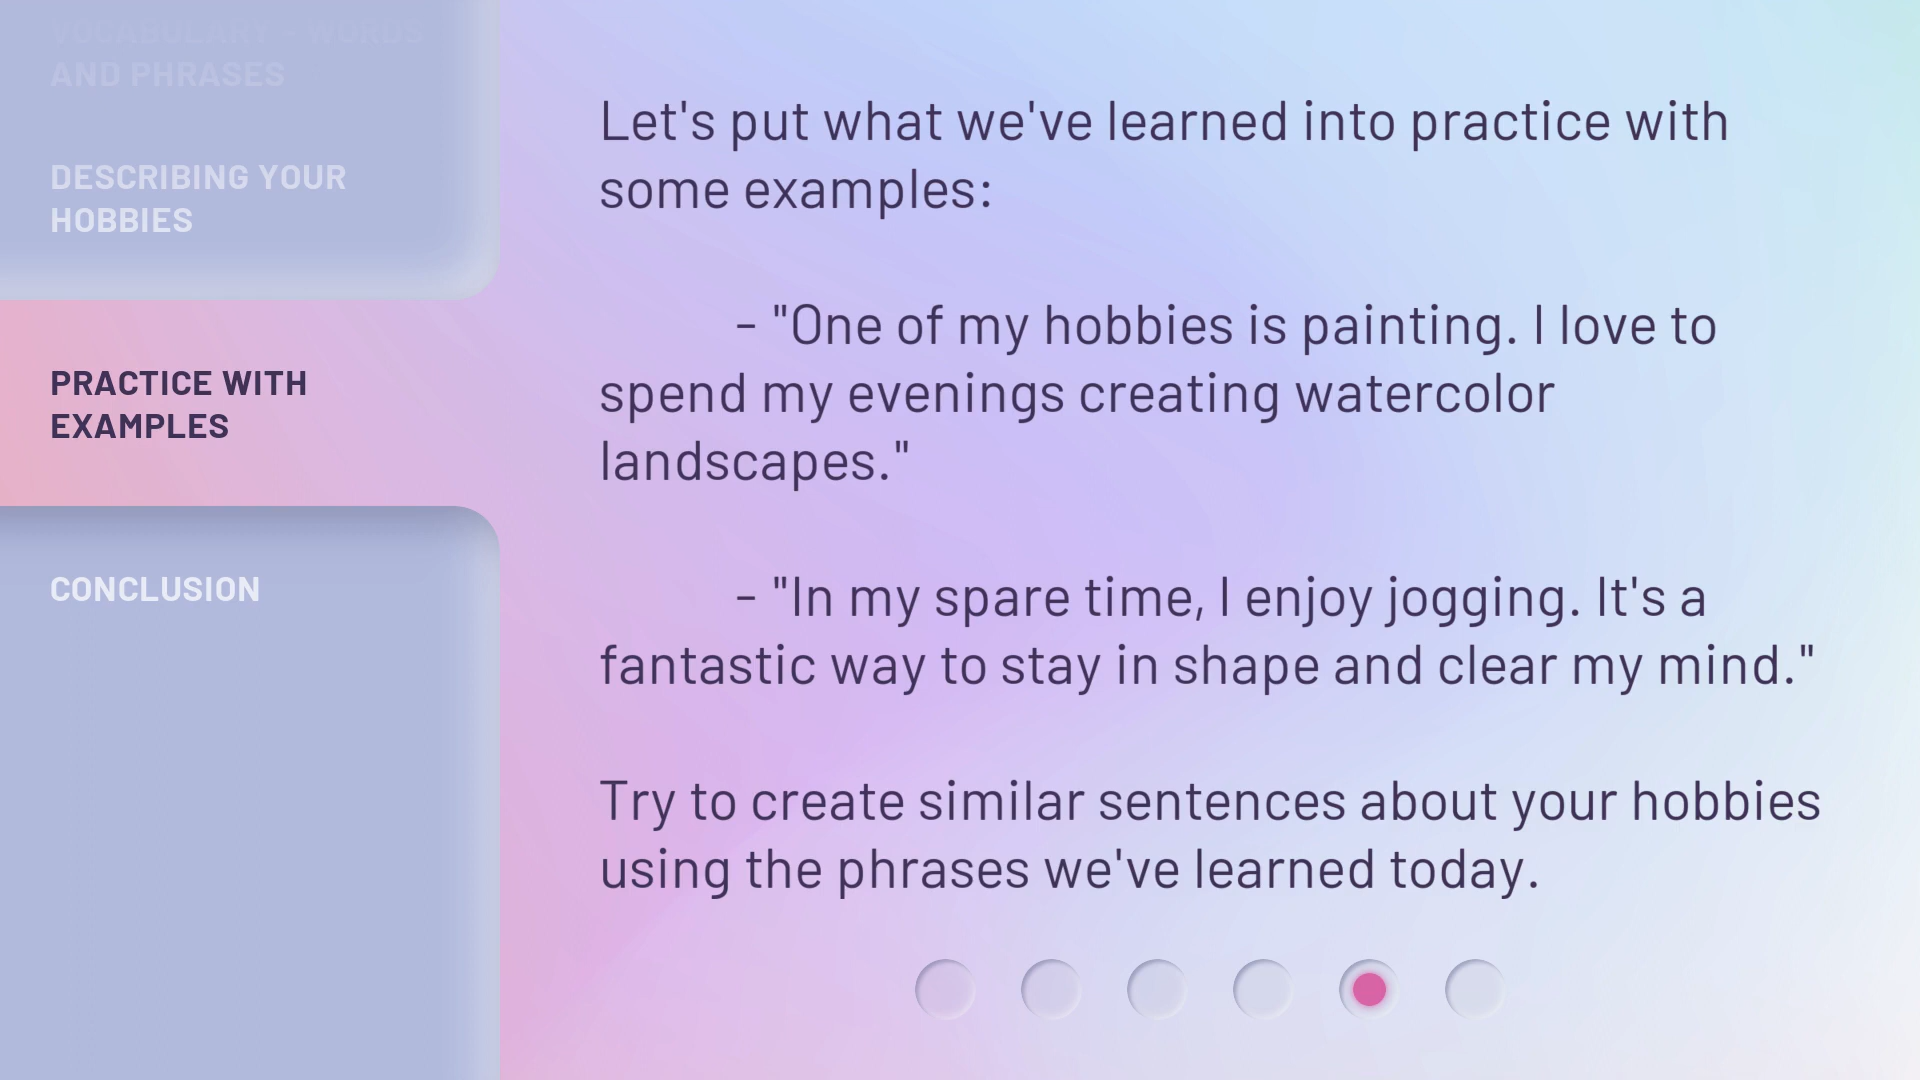 VOCABULARY - WORDS
AND PHRASES
DESCRIBING YOUR
HOBBIES
PRACTICE WITH
EXAMPLES
CONCLUSION
Let's put what we've learned into practice with
some examples:
- "One of my hobbies is painting. I love to
spend my evenings creating watercolor
landscapes."
- "In my spare time, I enjoy jogging. It's a
fantastic way to stay in shape and clear my mind."
Try to create similar sentences about your hobbies
using the phrases we've learned today.